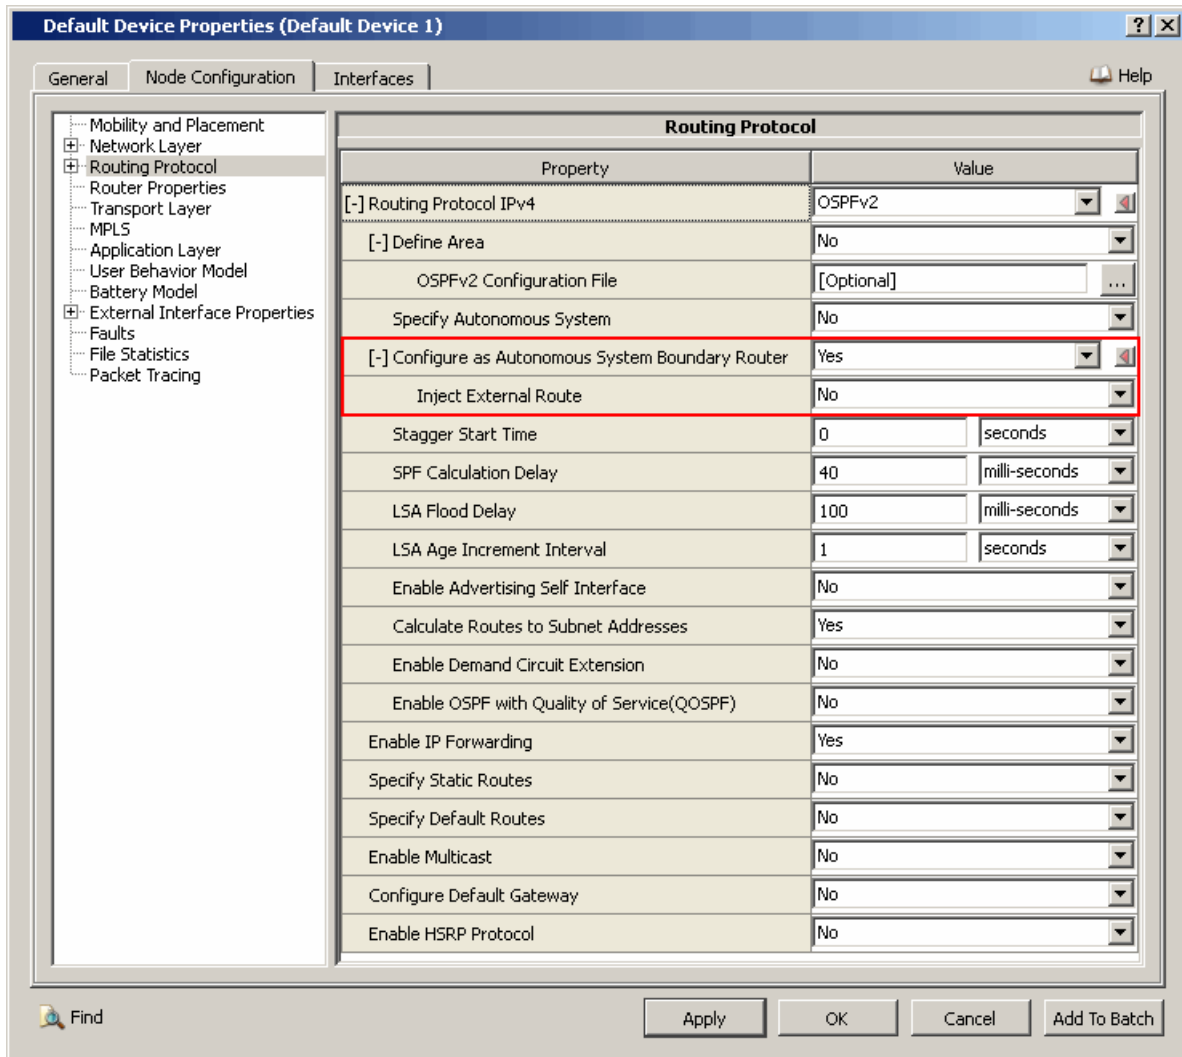 Default Device Properties (Default Device 1)
General Node Configuration Interfaces Help
Mobility and Placement
Network Layer
Routing Protocol
Router Properties
Transport Layer
MPLS
Application Layer
User Behavior Model
Battery Model
External Interface Properties
Faults
File Statistics
Packet Tracing
Routing Protocol
Property Value
[-] Routing Protocol IPv4 OSPFv2
[-] Define Area No
OSPFv2 Configuration File [Optional] ...
Specify Autonomous System No
[-] Configure as Autonomous System Boundary Router Yes
Inject External Route No
Stagger Start Time 0 seconds
SPF Calculation Delay 40 milli-seconds
LSA Flood Delay 100 milli-seconds
LSA Age Increment Interval 1 seconds
Enable Advertising Self Interface No
Calculate Routes to Subnet Addresses Yes
Enable Demand Circuit Extension No
Enable OSPF with Quality of Service(QOSPF) No
Enable IP Forwarding Yes
Specify Static Routes No
Specify Default Routes No
Enable Multicast No
Configure Default Gateway No
Enable HSRP Protocol No
Find Apply OK Cancel Add To Batch